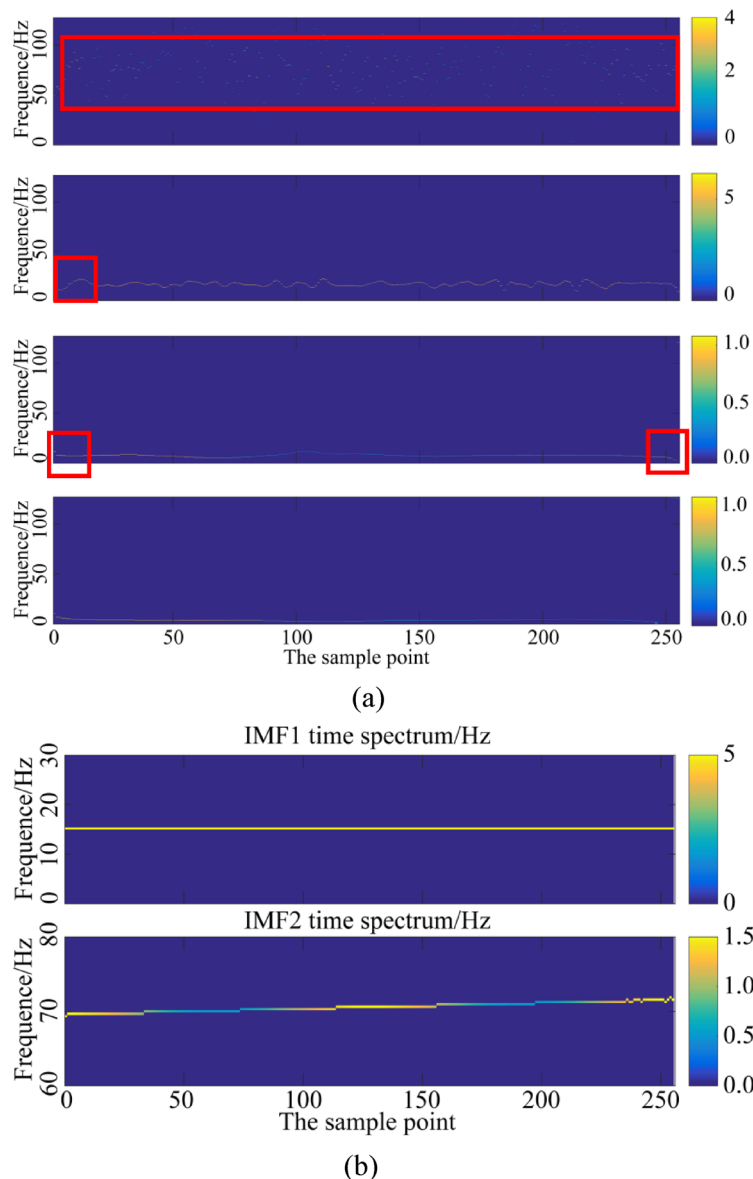 Frequence/Hz
100
50
0
4
2
0
Frequence/Hz
100
50
0
5
0
Frequence/Hz
100
50
0
1.0
0.5
0.0
Frequence/Hz
100
50
0
1.0
0.5
0.0
0 50 100 150 200 250
The sample point
(a)
IMF1 time spectrum/Hz
Frequence/Hz
30
20
10
0
5
0
IMF2 time spectrum/Hz
Frequence/Hz
80
70
60
1.5
1.0
0.5
0.0
0 50 100 150 200 250
The sample point
(b)